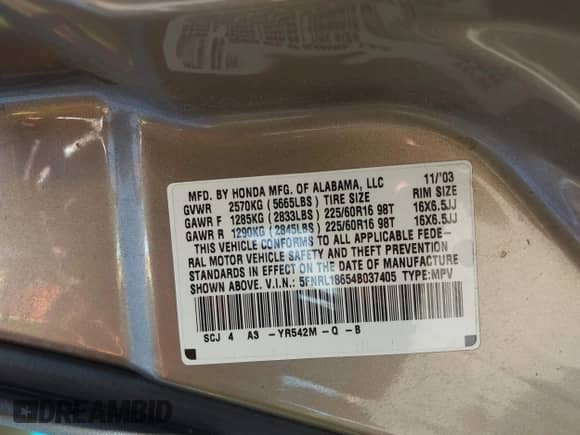 MFD. BY HONDA MFG. OF ALABAMA, LLC 11/'03
GVWR 2570KG (5665LBS) TIRE SIZE RIM SIZE
GAWR F 1285KG (2833LBS) 225/60R16 98T 16X6.5JJ
GAWR R 1290KG (2845LBS) 225/60R16 98T 16X6.5JJ
THIS VEHICLE CONFORMS TO ALL APPLICABLE FEDE-
RAL MOTOR VEHICLE SAFETY AND THEFT PREVENTION
STANDARDS IN EFFECT ON THE DATE OF MANUFACTURE
SHOWN ABOVE. V.I.N.: 5FNRL18654B037405 TYPE:MPV
SCJ 4 A3 -YR542M -Q -B
DREAMBID